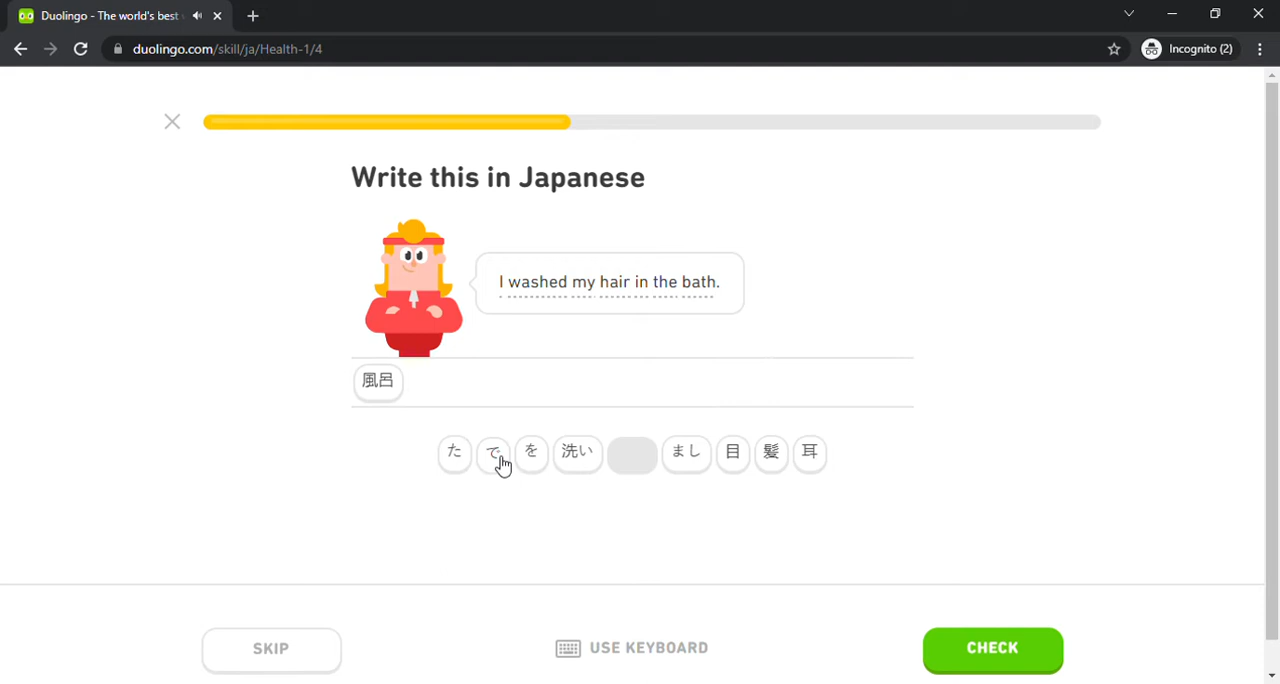 Duolingo - The world's best
duolingo.com/skill/ja/Health-1/4
Incognito (2)
Write this in Japanese
I washed my hair in the bath.
風呂
た で を 洗い まし 目 髪 耳
SKIP
USE KEYBOARD
CHECK